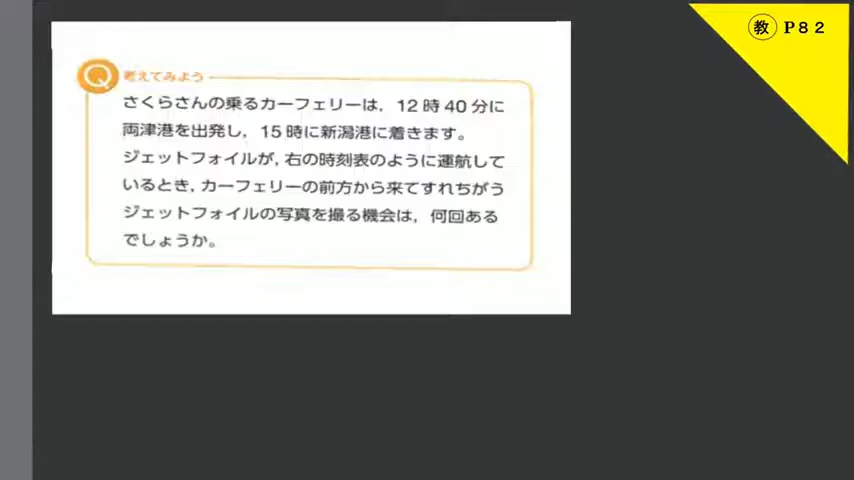 教 P82
Q 考えてみよう
さくらさんの乗るカーフェリーは，12時40分に
両津港を出発し，15時に新潟港に着きます。
ジェットフォイルが，右の時刻表のように運航して
いるとき，カーフェリーの前方から来てすれちがう
ジェットフォイルの写真を撮る機会は，何回ある
でしょうか。